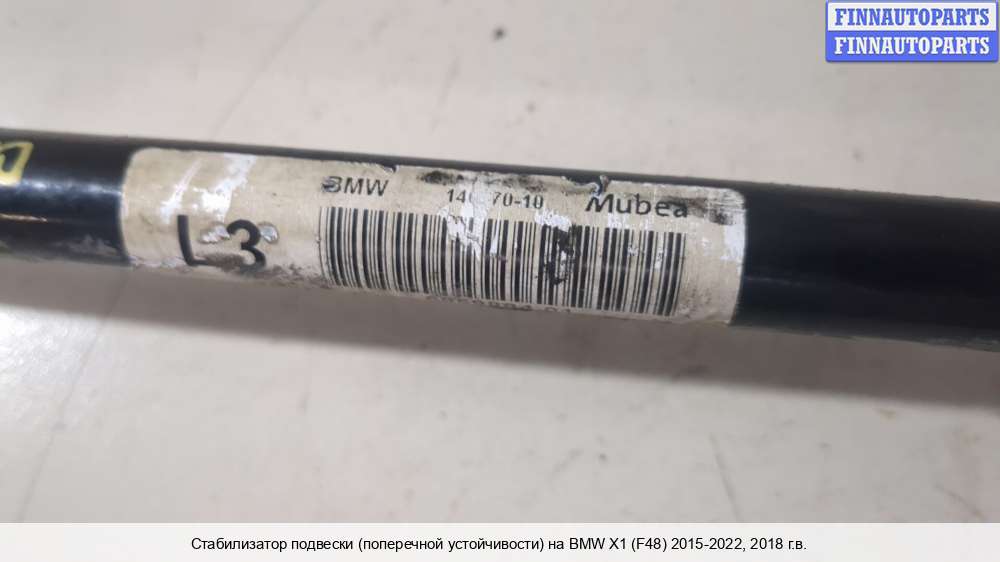 FINNAUTOPARTS
FINNAUTOPARTS
BMW Mubea
L3
Стабилизатор подвески (поперечной устойчивости) на BMW X1 (F48) 2015-2022, 2018 г.в.